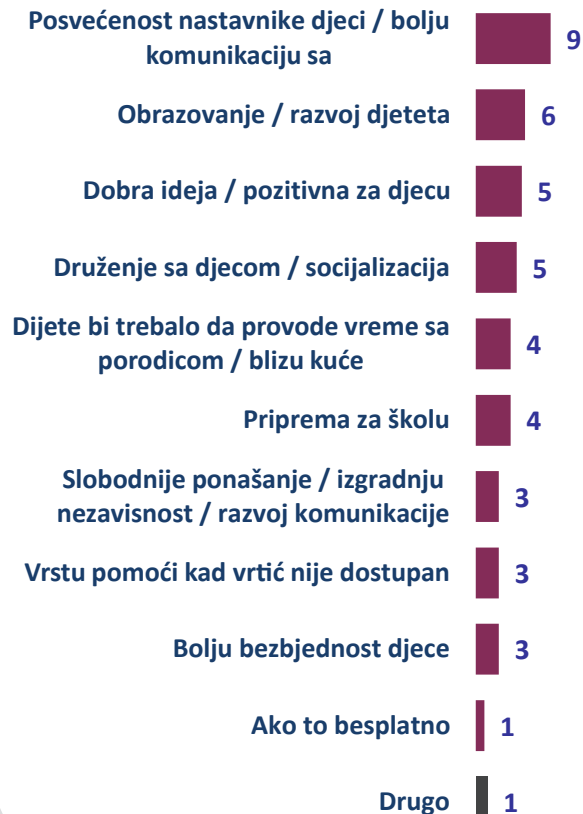 Posvećenost nastavnike djeci / bolju
komunikaciju sa
9
Obrazovanje / razvoj djeteta
6
Dobra ideja / pozitivna za djecu
5
Druženje sa djecom / socijalizacija
5
Dijete bi trebalo da provode vreme sa
porodicom / blizu kuće
4
Priprema za školu
4
Slobodnije ponašanje / izgradnju
nezavisnost / razvoj komunikacije
3
Vrstu pomoći kad vrtić nije dostupan
3
Bolju bezbjednost djece
3
Ako to besplatno
1
Drugo
1